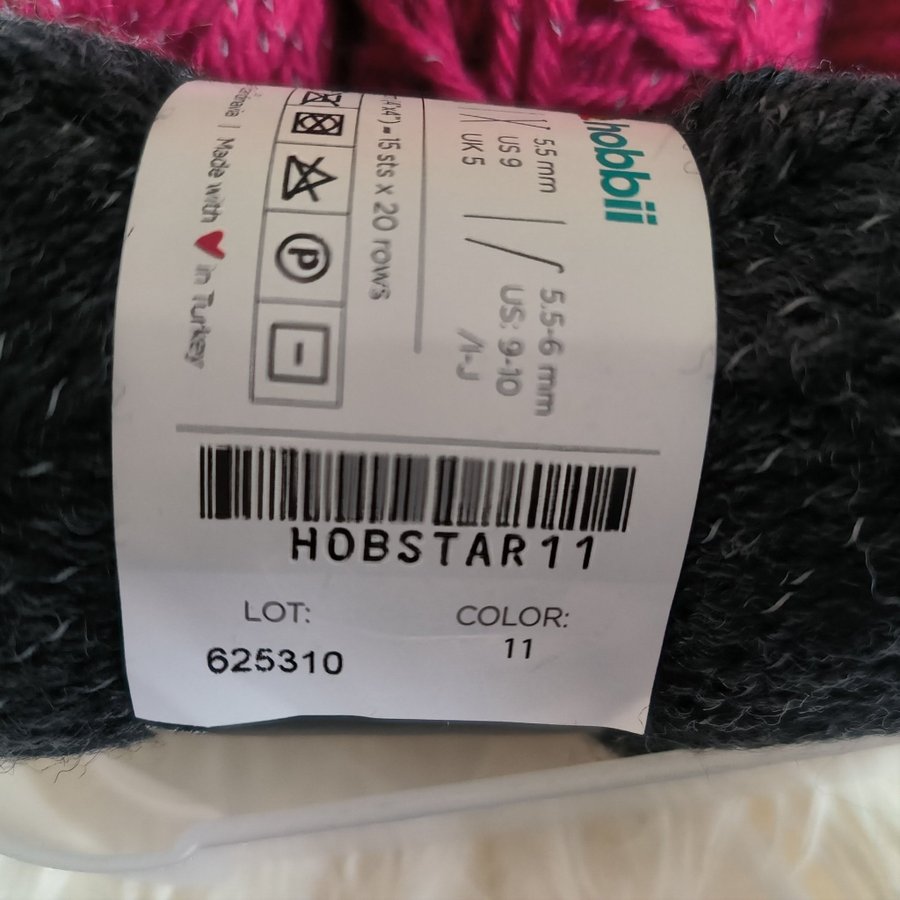 hobbii
5.5 mm
US 9
UK 5
5.5-6 mm
US: 9-10
/I-J
4") = 15 sts x 20 rows
P
Made with ❤ in Turkey
HOBSTAR11
LOT:
625310
COLOR:
11